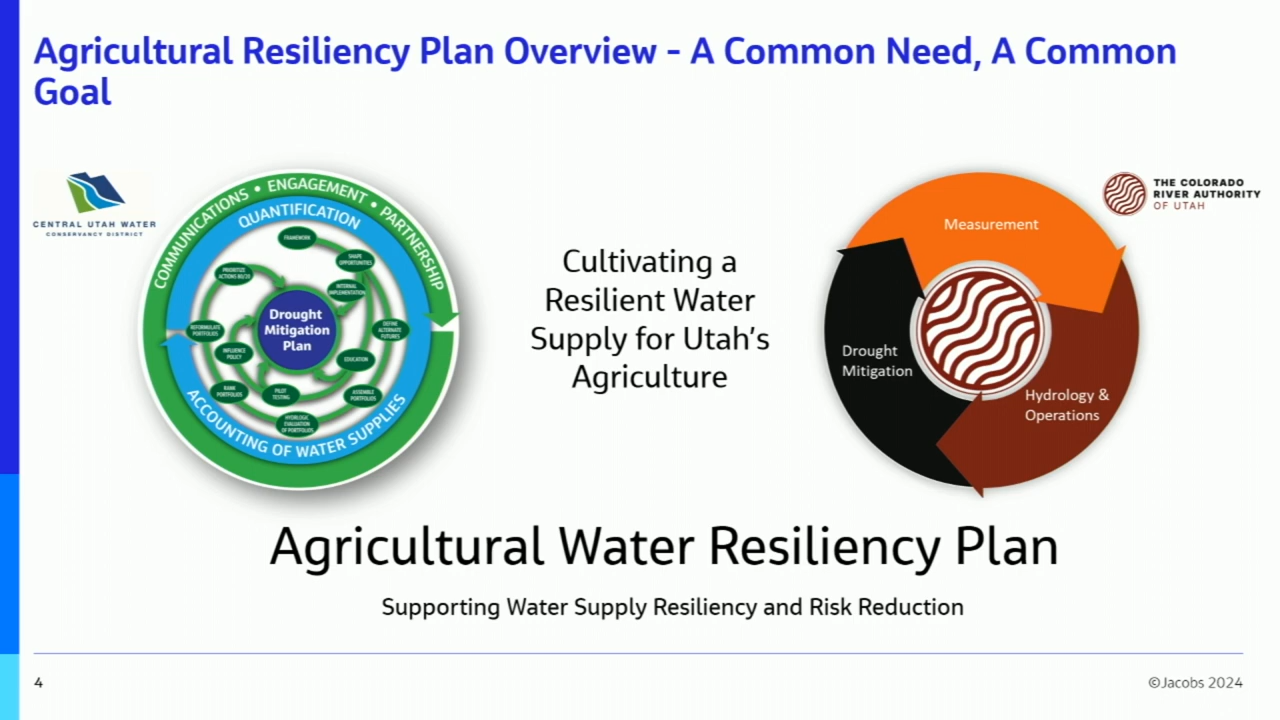 Agricultural Resiliency Plan Overview - A Common Need, A Common
Goal
CENTRAL UTAH WATER
CONSERVANCY DISTRICT
COMMUNICATIONS • ENGAGEMENT • PARTNERSHIP
QUANTIFICATION
FRAMEWORK
SHAPE
OPPORTUNITIES
PRIORITIZE
ACTIONS 80/20
INTERNAL
IMPLEMENTATION
Drought
Mitigation
Plan
REFORMULATE
PORTFOLIOS
DEFINE
ALTERNATE
FUTURES
INFLUENCE
POLICY
EDUCATION
RANK
PORTFOLIOS
PILOT
TESTING
ASSEMBLE
PORTFOLIOS
HYDROLOGIC
EVALUATION
OF PORTFOLIOS
ACCOUNTING OF WATER SUPPLIES
Cultivating a
Resilient Water
Supply for Utah's
Agriculture
THE COLORADO
RIVER AUTHORITY
OF UTAH
Measurement
Drought
Mitigation
Hydrology &
Operations
Agricultural Water Resiliency Plan
Supporting Water Supply Resiliency and Risk Reduction
4
©Jacobs 2024